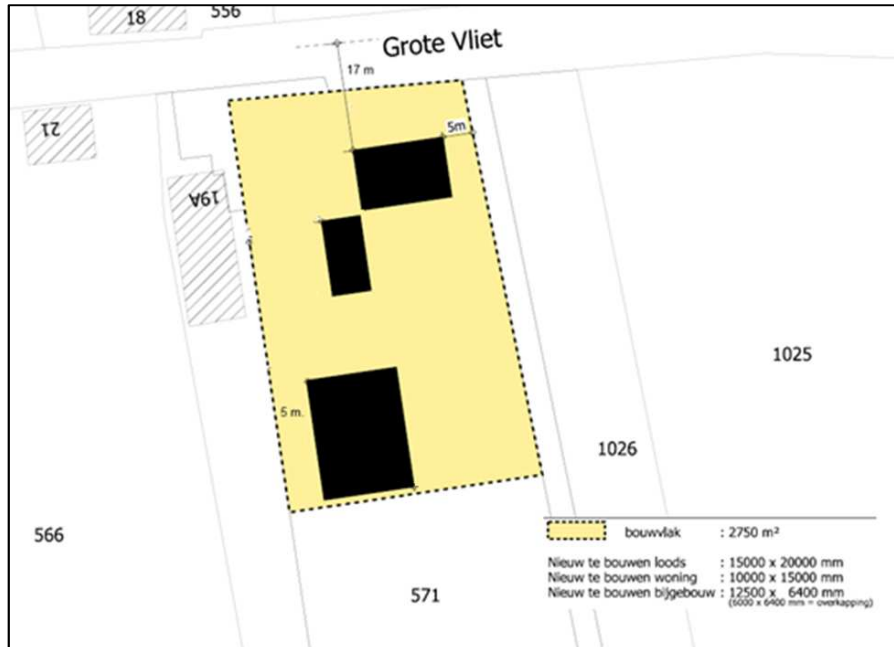 18
556
Grote Vliet
17 m
21
5m
19A
1025
5 m.
1026
566
bouwvlak : 2750 m²
Nieuw te bouwen loods : 15000 x 20000 mm
Nieuw te bouwen woning : 10000 x 15000 mm
Nieuw te bouwen bijgebouw : 12500 x 6400 mm
(6000 x 6400 mm = overkapping)
571